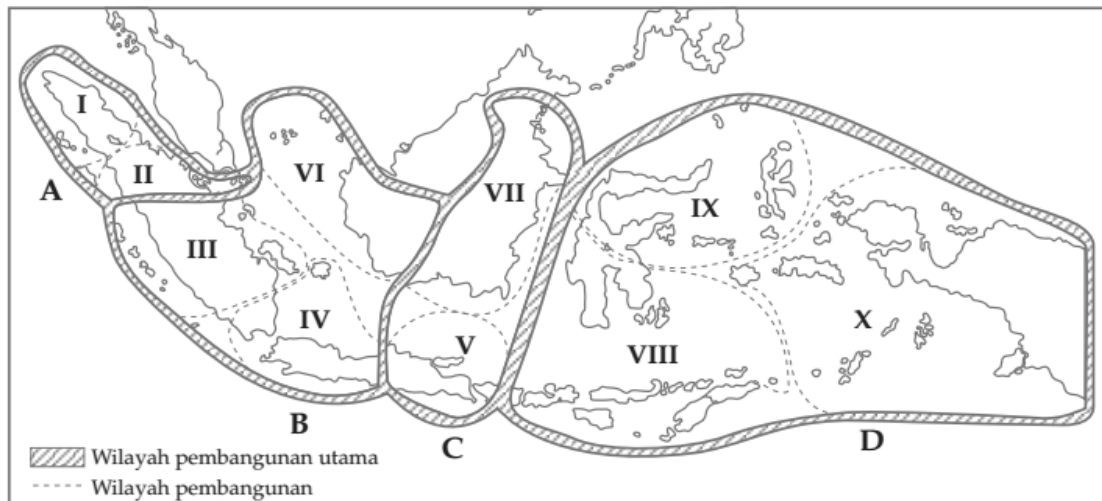 I
II
A
VI
VII
IX
III
IV
V
VIII
X
B
C
D
Wilayah pembangunan utama
Wilayah pembangunan